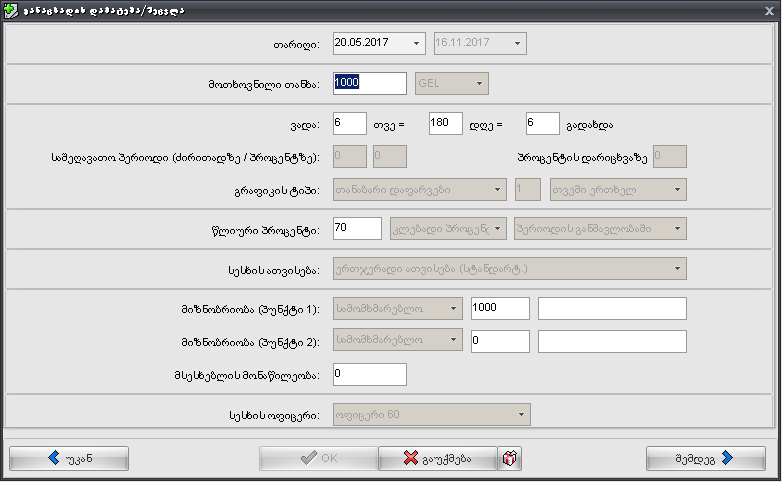 განაცხადის დამატება/შეცვლა
თარიღი: 20.05.2017 16.11.2017
მოთხოვნილი თანხა: 1000 GEL
ვადა: 6 თვე = 180 დღე = 6 გადახდა
საშეღავათო პერიოდი (ძირითადზე / პროცენტზე): 0 0 პროცენტის დარიცხვაზე 0
გრაფიკის ტიპი: თანაბარი დაფარვები 1 თვეში ერთხელ
წლიური პროცენტი: 70 კლებადი პროცენ პერიოდის განმავლობაში
სესხის ათვისება: ერთჯერადი ათვისება (სტანდარტ.)
მიზნობრიობა (პუნქტი 1): სამომხმარებლო 1000
მიზნობრიობა (პუნქტი 2): სამომხმარებლო 0
მსესხებლის მონაწილეობა: 0
სესხის ოფიცერი: ოფიცერი 60
უკან OK გაუქმება შემდეგ